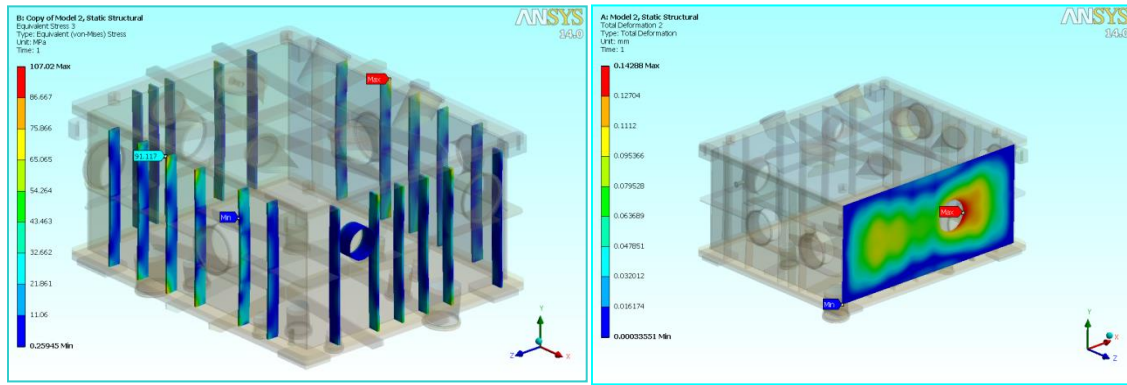 B: Copy of Model 2, Static Structural
Equivalent Stress 3
Type: Equivalent (von-Mises) Stress
Unit: MPa
Time: 1
ANSYS
14.0
107.02 Max
86.667
75.866
65.065
54.264
43.463
32.662
21.861
11.06
0.25945 Min
Max
91.117
Min
Y
Z
X
A: Model 2, Static Structural
Total Deformation 2
Type: Total Deformation
Unit: mm
Time: 1
ANSYS
14.0
0.14288 Max
0.12704
0.1112
0.095366
0.079528
0.063689
0.047851
0.032012
0.016174
0.00033551 Min
Max
Min
Y
X
Z